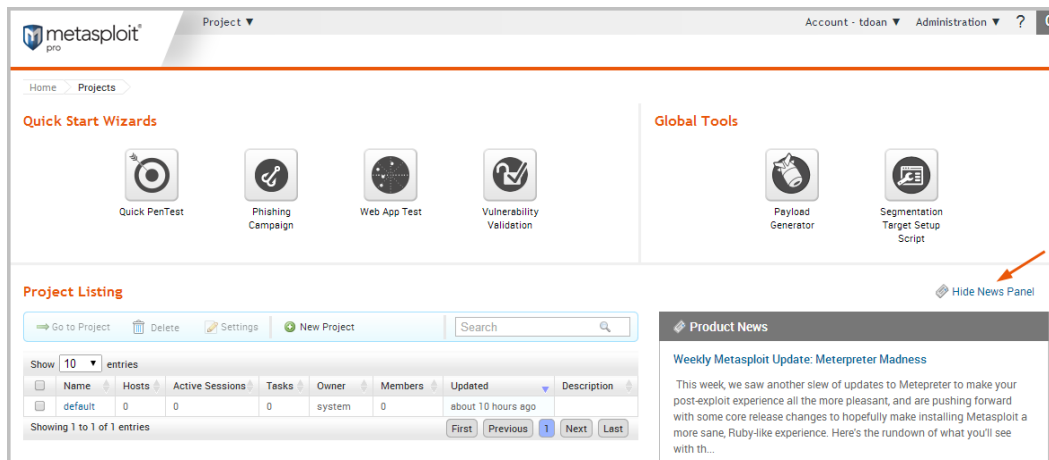 metasploit®
pro
Project ▼
Account - tdoan ▼ Administration ▼ ?
Home Projects
Quick Start Wizards
Global Tools
Quick PenTest
Phishing
Campaign
Web App Test
Vulnerability
Validation
Payload
Generator
Segmentation
Target Setup
Script
Project Listing
Hide News Panel
Go to Project Delete Settings New Project Search
Product News
Show 10 ▼ entries
Name Hosts Active Sessions Tasks Owner Members Updated Description
default 0 0 0 system 0 about 10 hours ago
Showing 1 to 1 of 1 entries
First Previous 1 Next Last
Weekly Metasploit Update: Meterpreter Madness
This week, we saw another slew of updates to Metepreter to make your
post-exploit experience all the more pleasant, and are pushing forward
with some core release changes to hopefully make installing Metasploit a
more sane, Ruby-like experience. Here's the rundown of what you'll see
with th...